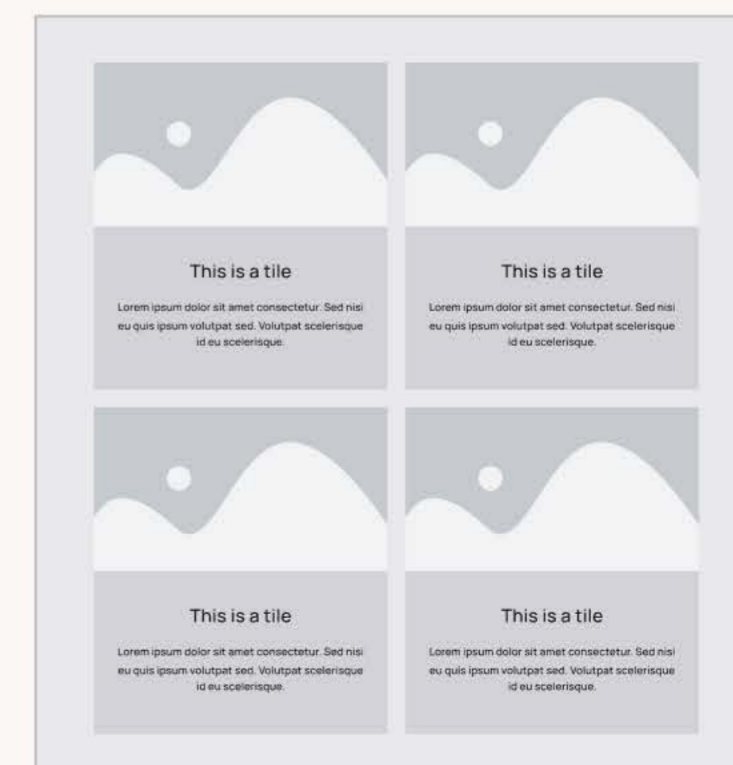 This is a tile
Lorem ipsum dolor sit amet consectetur. Sed nisi
eu quis ipsum volutpat sed. Volutpat scelerisque
id eu scelerisque.
This is a tile
Lorem ipsum dolor sit amet consectetur. Sed nisi
eu quis ipsum volutpat sed. Volutpat scelerisque
id eu scelerisque.
This is a tile
Lorem ipsum dolor sit amet consectetur. Sed nisi
eu quis ipsum volutpat sed. Volutpat scelerisque
id eu scelerisque.
This is a tile
Lorem ipsum dolor sit amet consectetur. Sed nisi
eu quis ipsum volutpat sed. Volutpat scelerisque
id eu scelerisque.